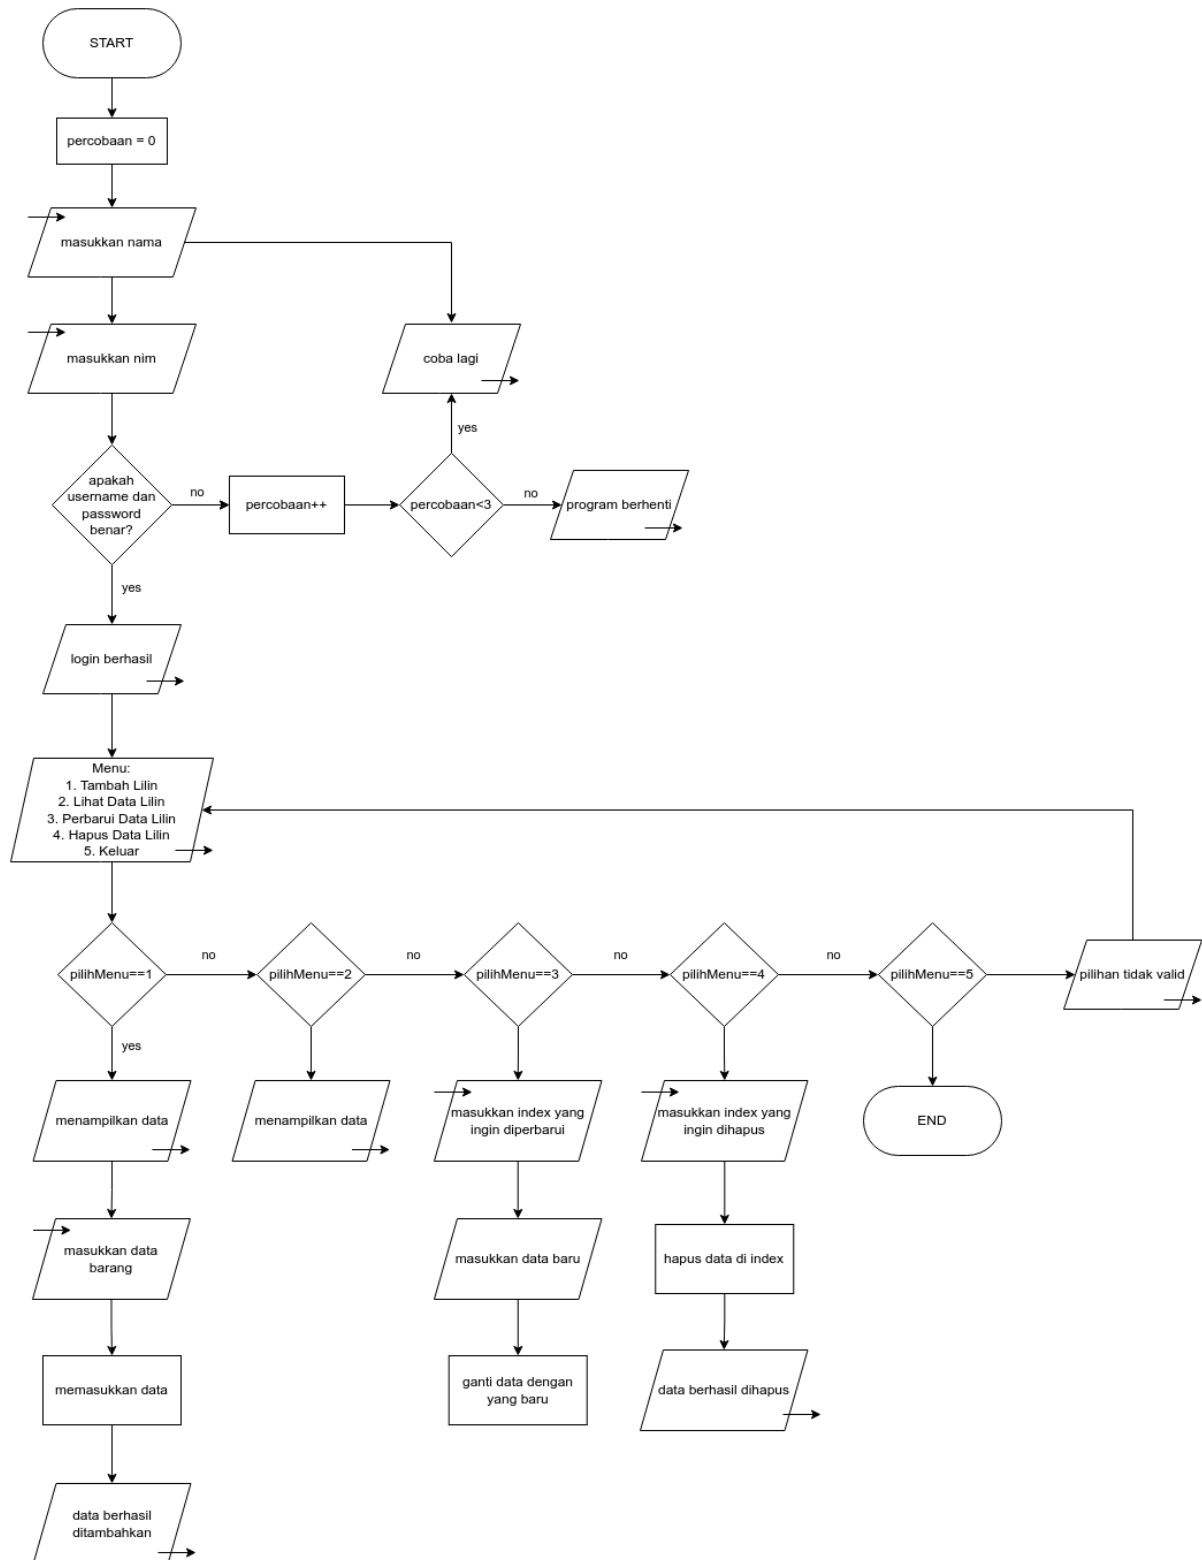 START
percobaan = 0
masukkan nama
masukkan nim
coba lagi
yes
apakah
username dan
password
benar?
no
percobaan++
percobaan<3
no
program berhenti
yes
login berhasil
Menu:
1. Tambah Lilin
2. Lihat Data Lilin
3. Perbarui Data Lilin
4. Hapus Data Lilin
5. Keluar
pilihMenu==1
no
pilihMenu==2
no
pilihMenu==3
no
pilihMenu==4
no
pilihMenu==5
pilihan tidak valid
yes
menampilkan data
menampilkan data
masukkan index yang
ingin diperbarui
masukkan index yang
ingin dihapus
END
masukkan data
barang
masukkan data baru
hapus data di index
memasukkan data
ganti data dengan
yang baru
data berhasil dihapus
data berhasil
ditambahkan